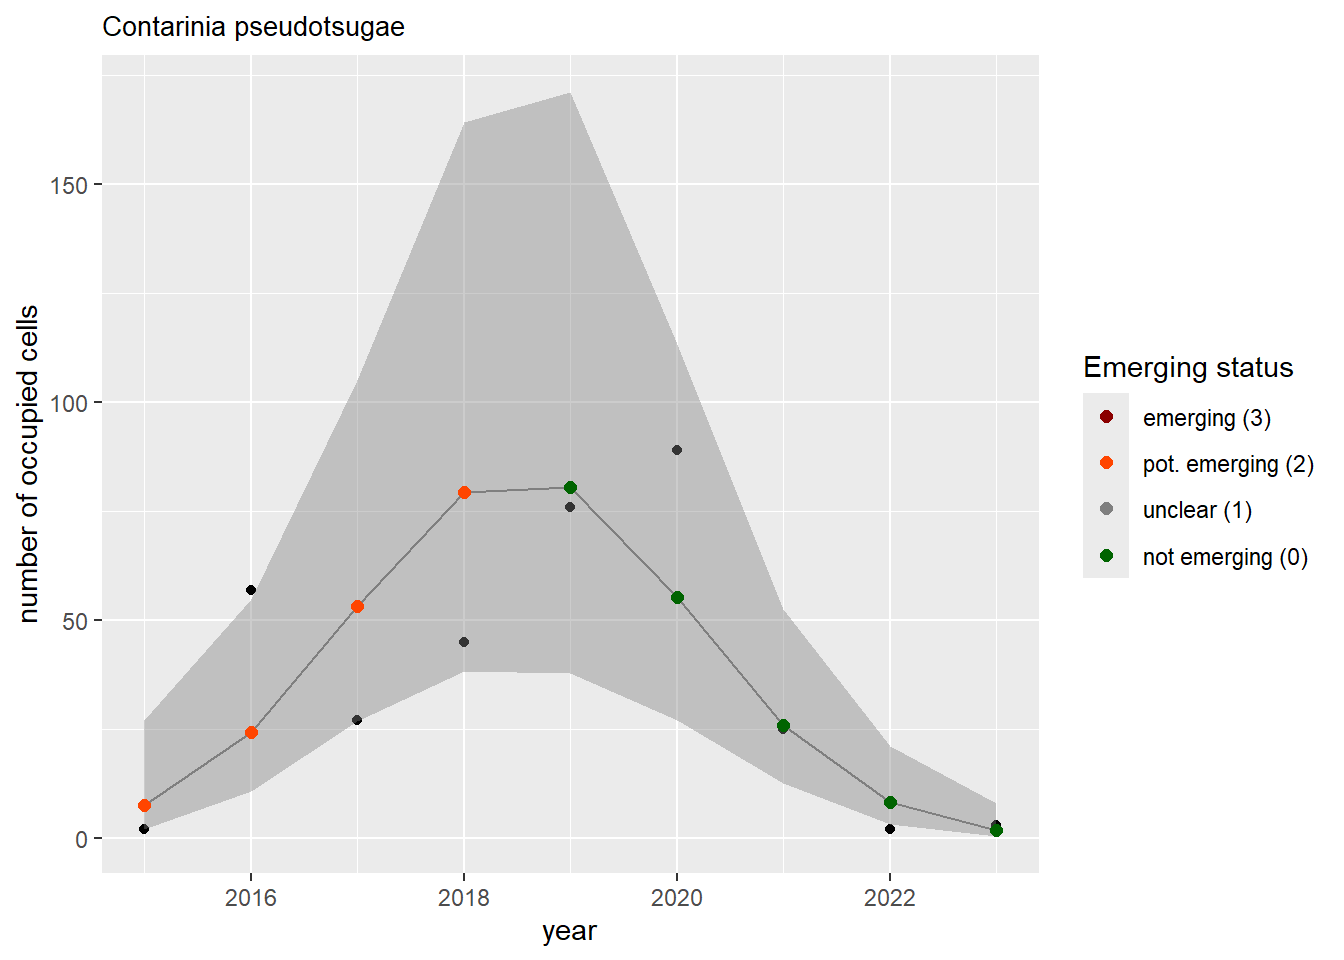 Contarinia pseudotsugae
150
100
50
0
number of occupied cells
2016
2018
2020
2022
year
Emerging status
emerging (3)
pot. emerging (2)
unclear (1)
not emerging (0)